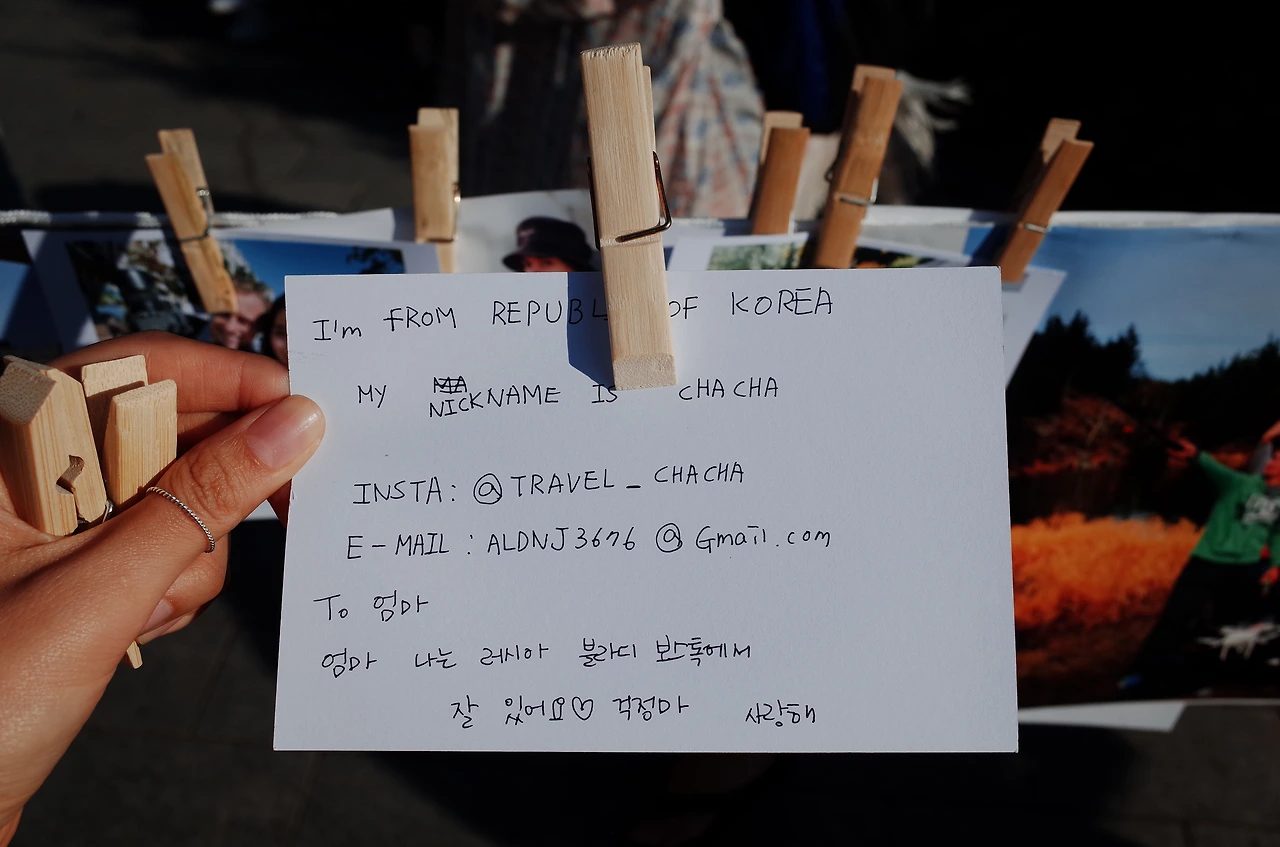 I'm FROM REPUBL OF KOREA
MY NICKNAME IS CHACHA
INSTA: @TRAVEL_CHACHA
E-MAIL : ALDNJ3676@Gmail.com
To 엄마
엄마 나는 러시아 블라디 보스톡에서
잘 있어요♡ 걱정마 사랑해